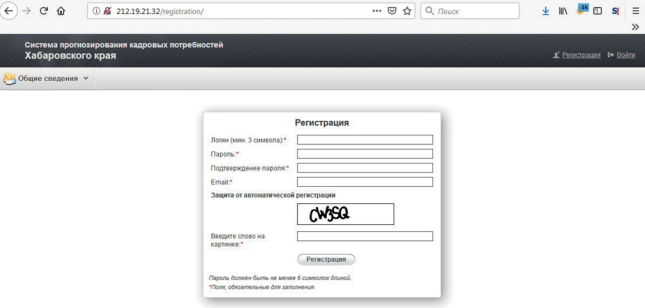 212.19.21.32/registration/
Поиск
Система прогнозирования кадровых потребностей
Хабаровского края
Регистрация
Войти
Общие сведения
Регистрация
Логин (мин. 3 символа):*
Пароль:*
Подтверждение пароля:*
Email:*
Защита от автоматической регистрации
CW3SQ
Введите слово на
картинке:*
Регистрация
Пароль должен быть не менее 6 символов длиной.
*Поля, обязательные для заполнения.